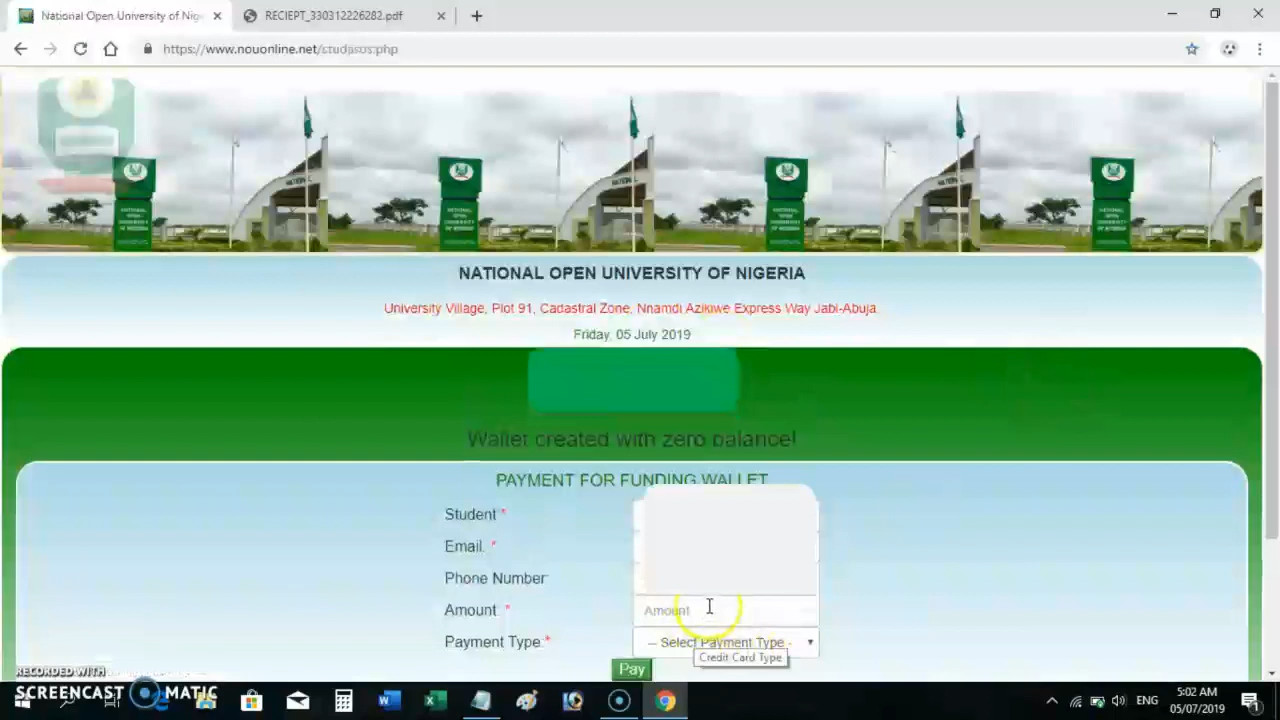 National Open University of Nig
RECIEPT_330312226282.pdf
https://www.nouonline.net/studasos.php
NATIONAL OPEN UNIVERSITY OF NIGERIA
University Village, Plot 91, Cadastral Zone, Nnamdi Azikiwe Express Way Jabi-Abuja.
Friday, 05 July 2019
Wallet created with zero balance!
PAYMENT FOR FUNDING WALLET
Student *
Email. *
Phone Number
Amount *
Amount
Payment Type *
-- Select Payment Type -
Credit Card Type
Pay
RECORDED WITH
SCREENCAST MATIC
ENG
5:02 AM
05/07/2019